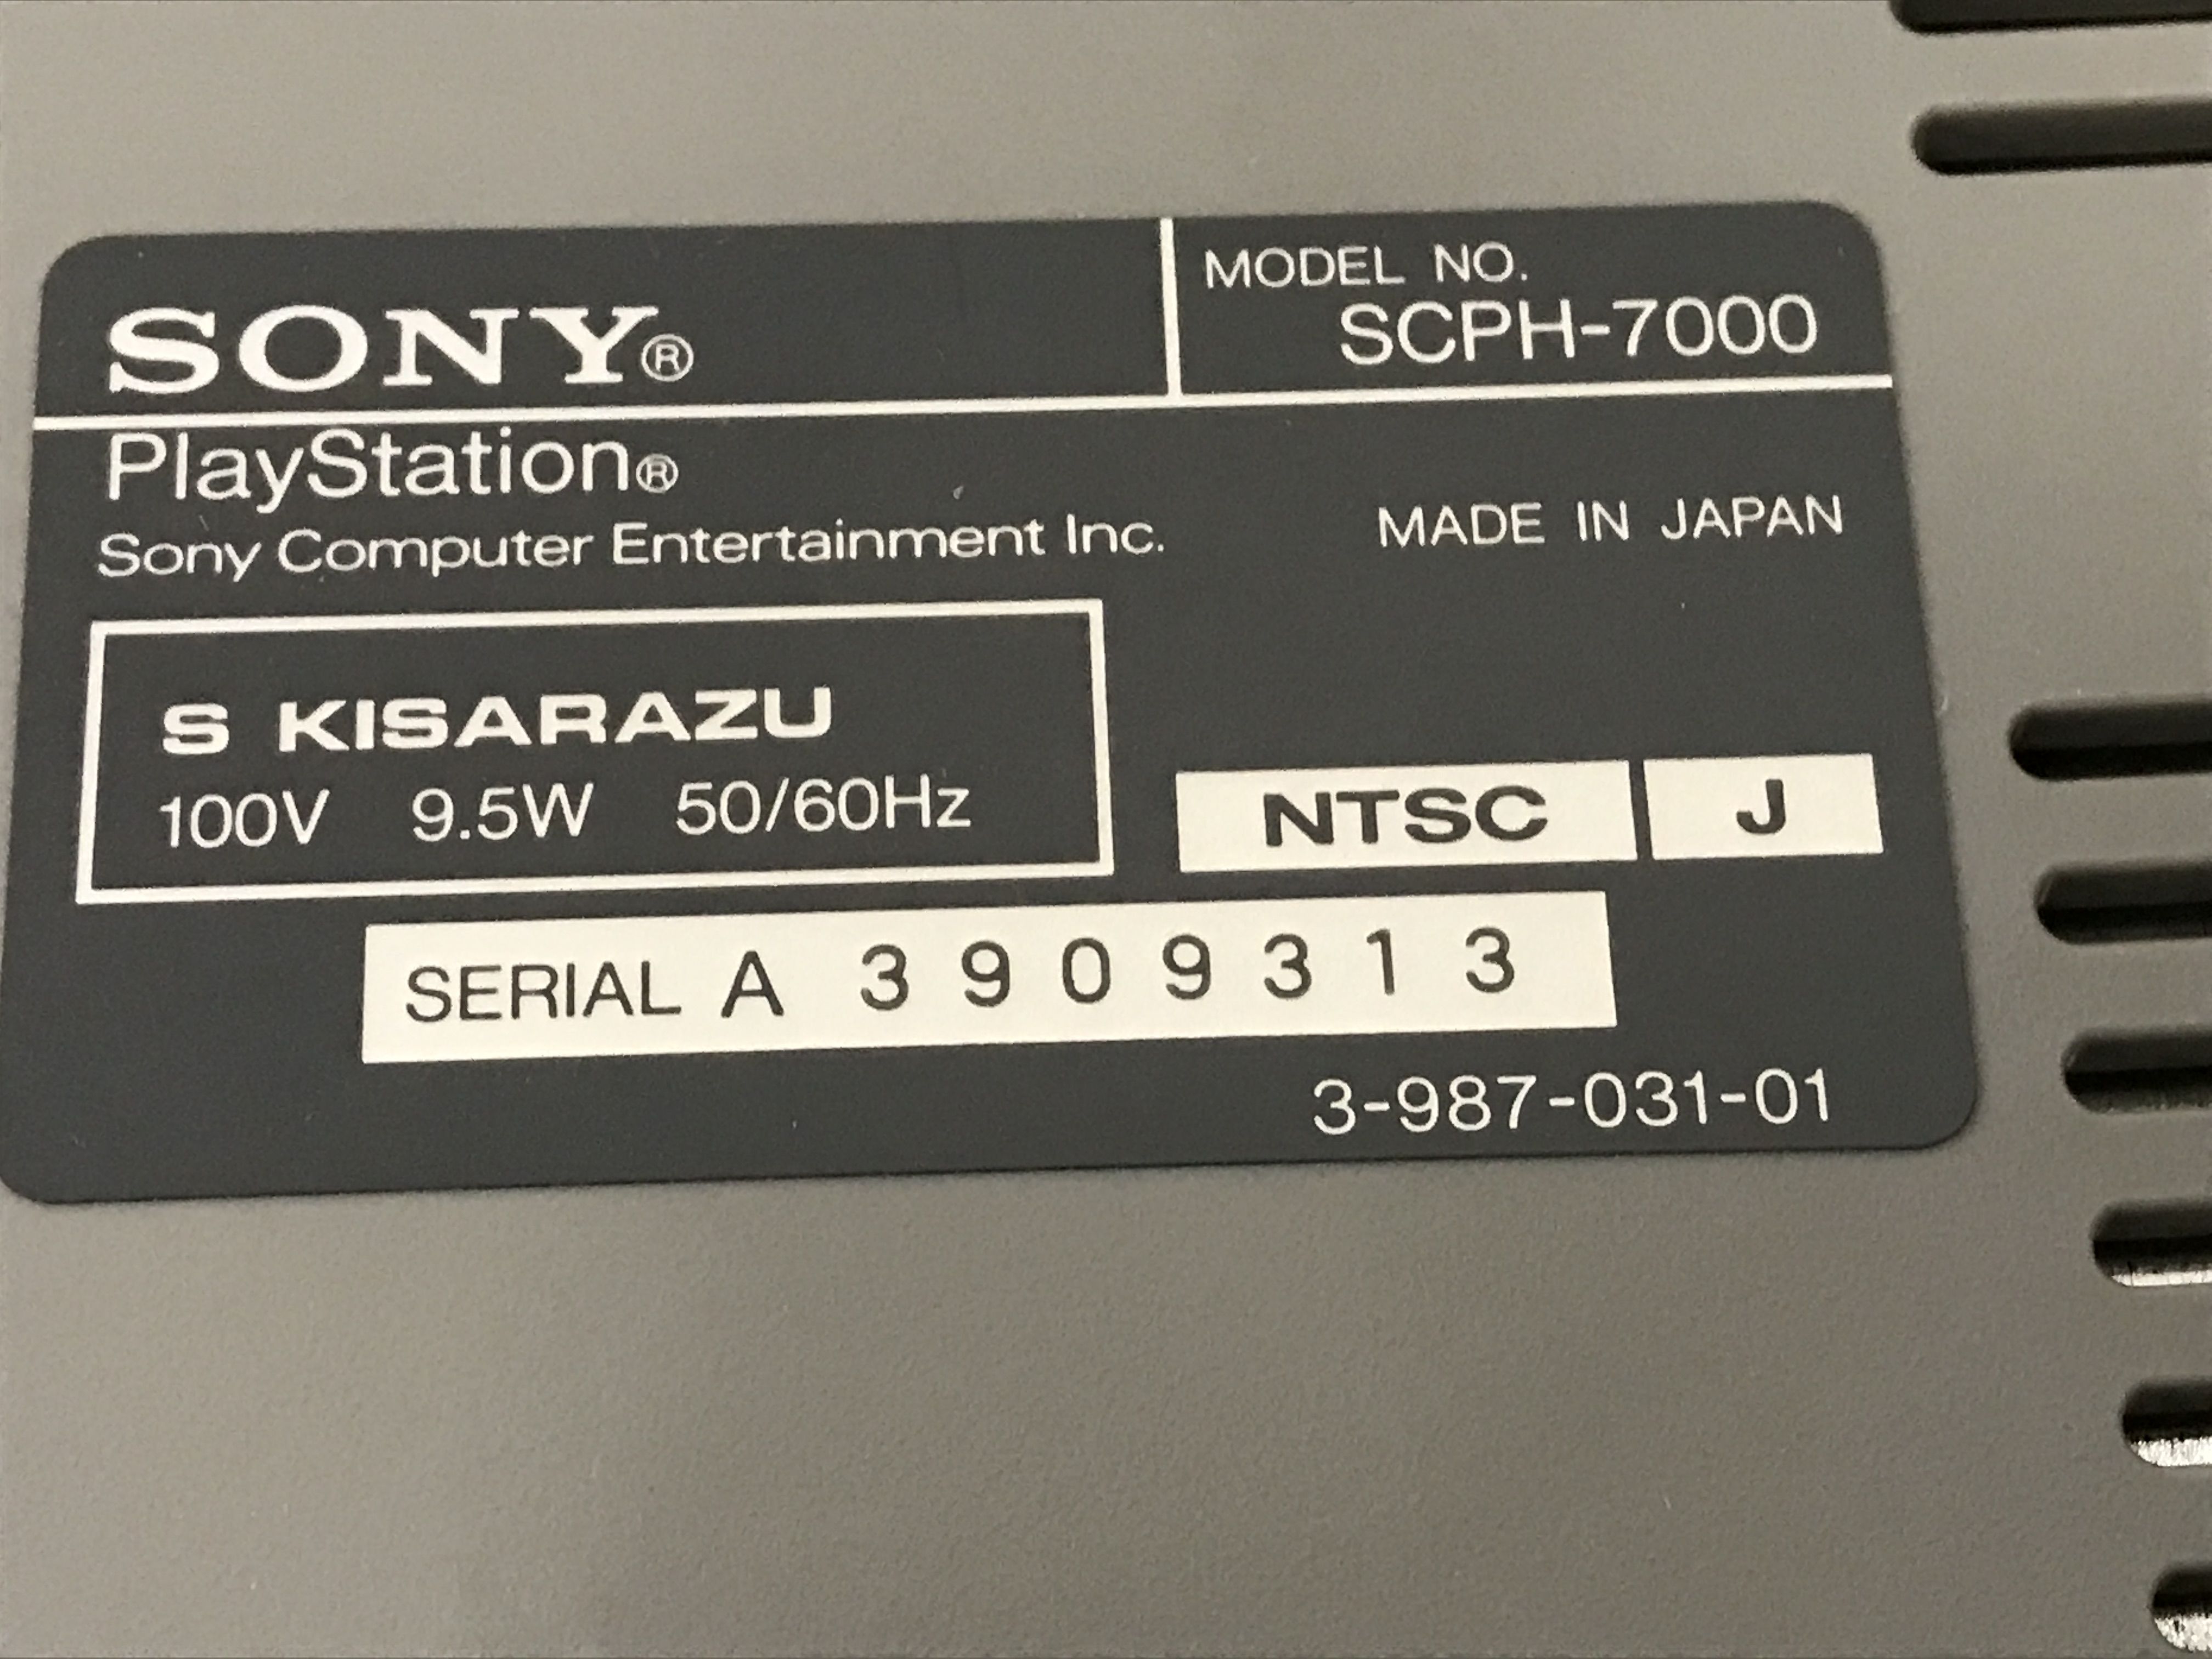 SONY®
MODEL NO.
SCPH-7000
PlayStation®
Sony Computer Entertainment Inc.
MADE IN JAPAN
S KISARAZU
100V 9.5W 50/60Hz
NTSC J
SERIAL A 3909313
3-987-031-01